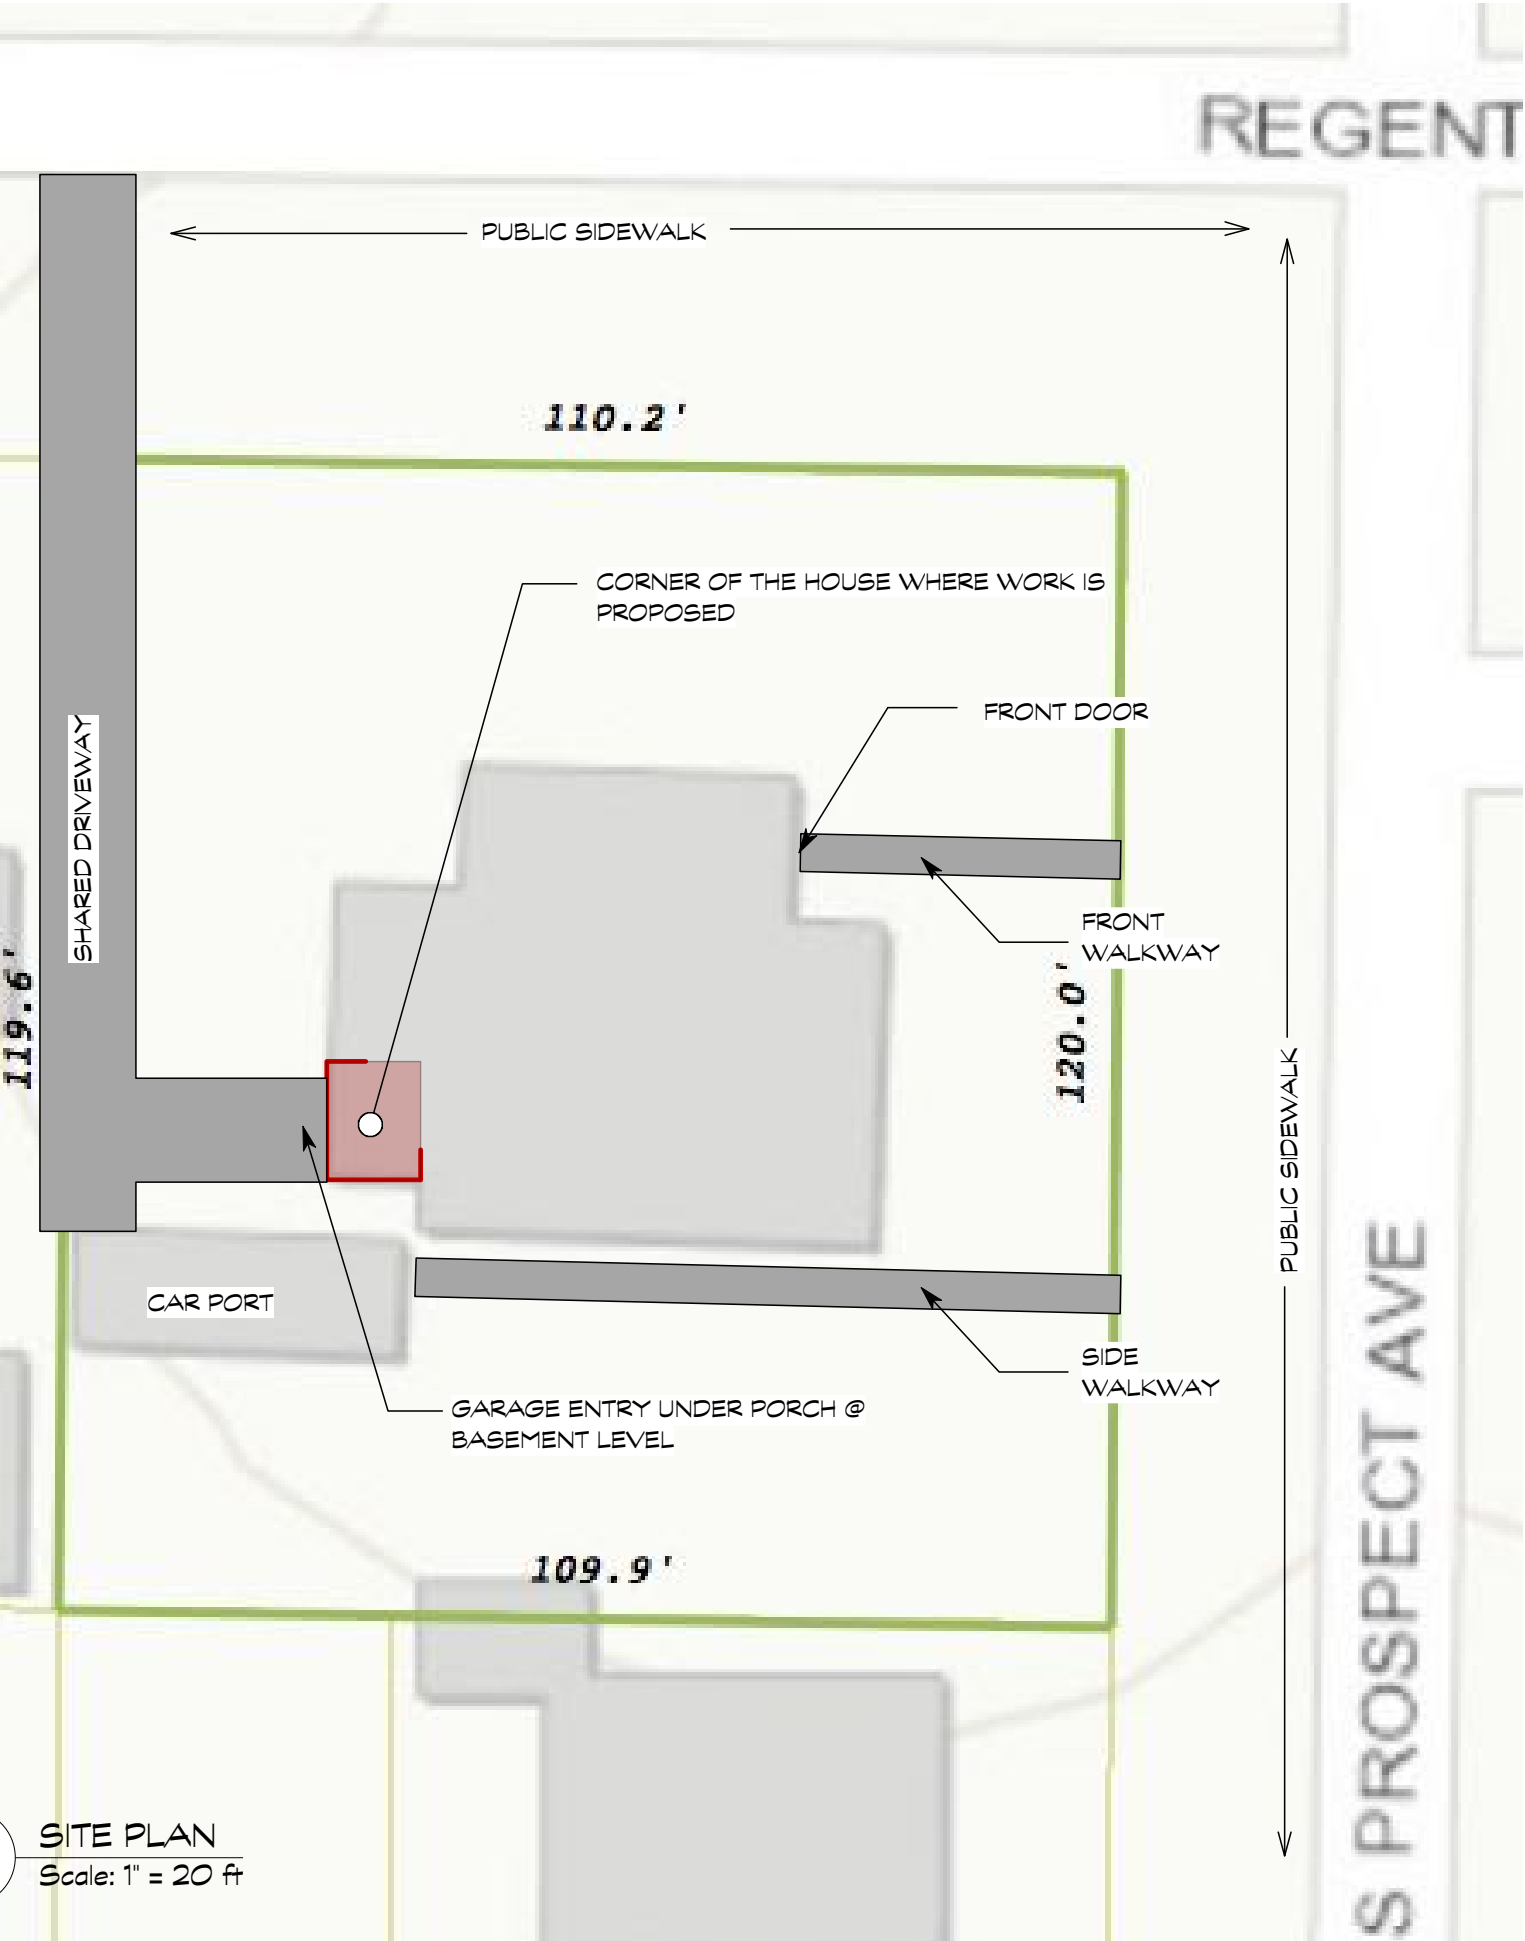 REGENT
PUBLIC SIDEWALK
110.2'
CORNER OF THE HOUSE WHERE WORK IS
PROPOSED
FRONT DOOR
SHARED DRIVEWAY
FRONT
WALKWAY
119.6'
120.0'
PUBLIC SIDEWALK
CAR PORT
SIDE
WALKWAY
GARAGE ENTRY UNDER PORCH @
BASEMENT LEVEL
109.9'
S PROSPECT AVE
SITE PLAN
Scale: 1" = 20 ft